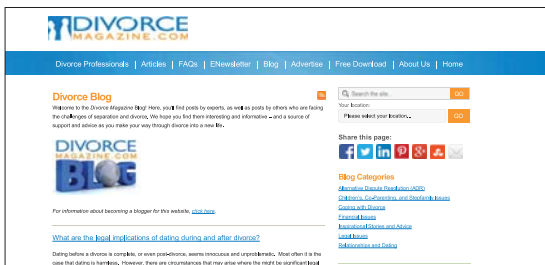 DIVORCE
MAGAZINE.COM
Divorce Professionals | Articles | FAQs | ENewsletter | Blog | Advertise | Free Download | About Us | Home
Divorce Blog
Welcome to the Divorce Magazine Blog! Here, you'll find posts by experts, as well as posts by others who are facing
the challenges of separation and divorce. We hope you find them interesting and informative – and a source of
support and advice as you make your way through divorce into a new life.
DIVORCE
MAGAZINE.COM
BLOG
For information about becoming a blogger for this website, click here.
What are the legal implications of dating during and after divorce?
Dating before a divorce is complete, or even post-divorce, seems innocuous and unproblematic. Most often it is the
case that dating is harmless. However, there are circumstances that may arise where the might be significant legal
Search the site...
GO
Your location:
Please select your location...
GO
Share this page:
Blog Categories
Alternative Dispute Resolution (ADR)
Children's, Co-Parenting, and Stepfamily Issues
Coping with Divorce
Financial Issues
Inspirational Stories and Advice
Legal Issues
Relationships and Dating